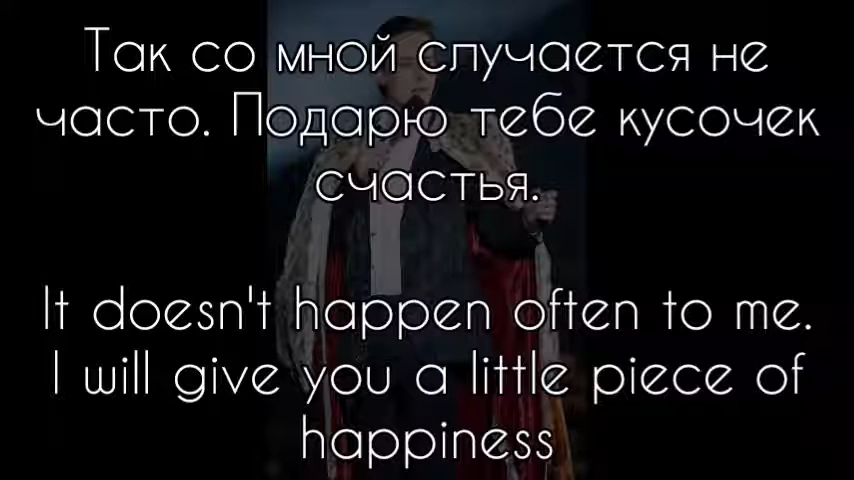 Так со мной случается не
часто. Подарю тебе кусочек
счастья.
It doesn't happen often to me.
I will give you a little piece of
happiness